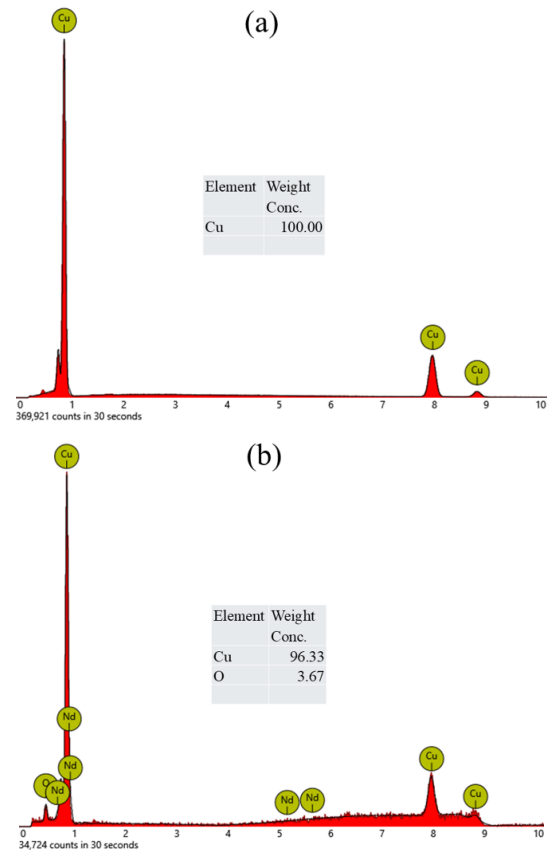 (a)
Cu
Element Weight
Conc.
Cu 100.00
Cu
Cu
0 1 2 3 4 5 6 7 8 9 10
369,921 counts in 30 seconds
(b)
Cu
Element Weight
Conc.
Cu 96.33
O 3.67
Nd
Nd
O
Nd
Nd
Nd
Cu
Cu
0 1 2 3 4 5 6 7 8 9 10
34,724 counts in 30 seconds